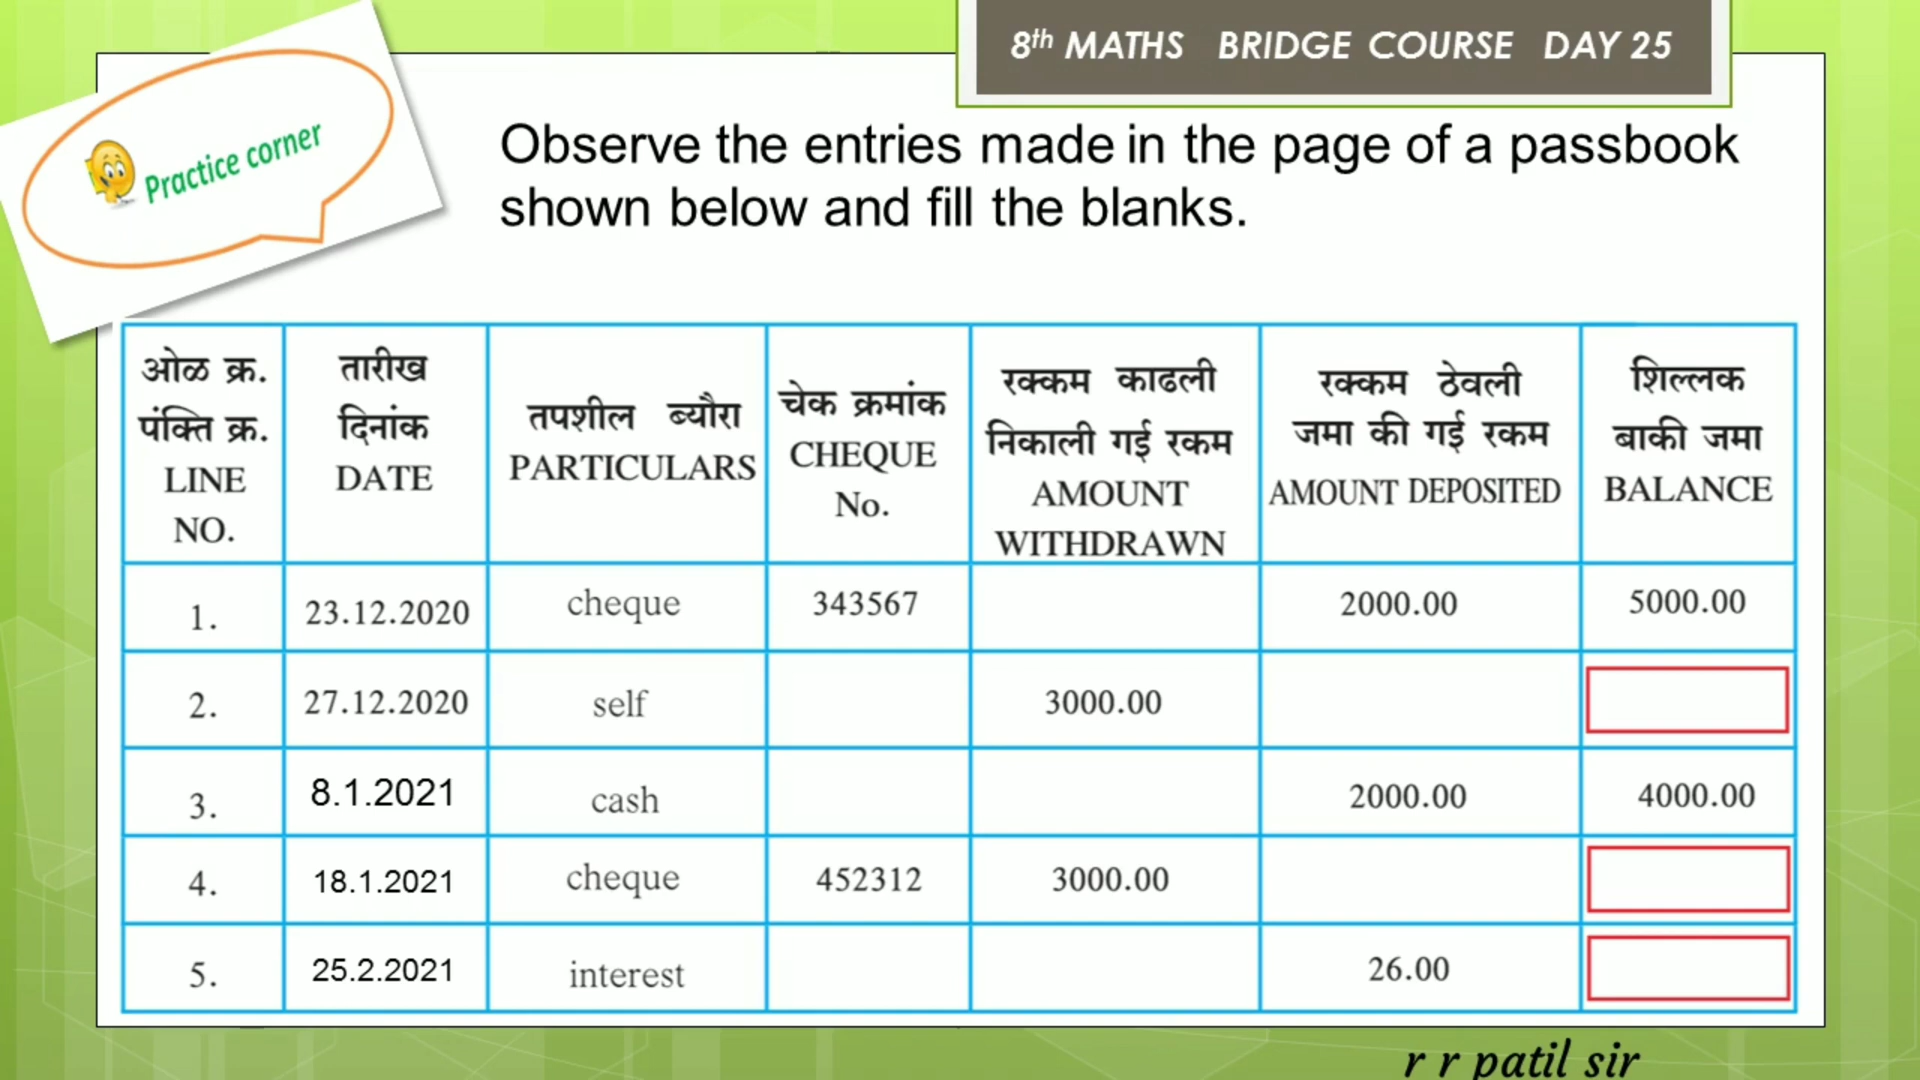 8th MATHS BRIDGE COURSE DAY 25
Practice corner
Observe the entries made in the page of a passbook
shown below and fill the blanks.
ओळ क्र.
पंक्ति क्र.
LINE
NO.
तारीख
दिनांक
DATE
तपशील ब्यौरा
PARTICULARS
चेक क्रमांक
CHEQUE
No.
रक्कम काढली
निकाली गई रकम
AMOUNT
WITHDRAWN
रक्कम ठेवली
जमा की गई रकम
AMOUNT DEPOSITED
शिल्लक
बाकी जमा
BALANCE
1. 23.12.2020 cheque 343567 2000.00 5000.00
2. 27.12.2020 self 3000.00
3. 8.1.2021 cash 2000.00 4000.00
4. 18.1.2021 cheque 452312 3000.00
5. 25.2.2021 interest 26.00
r r patil sir